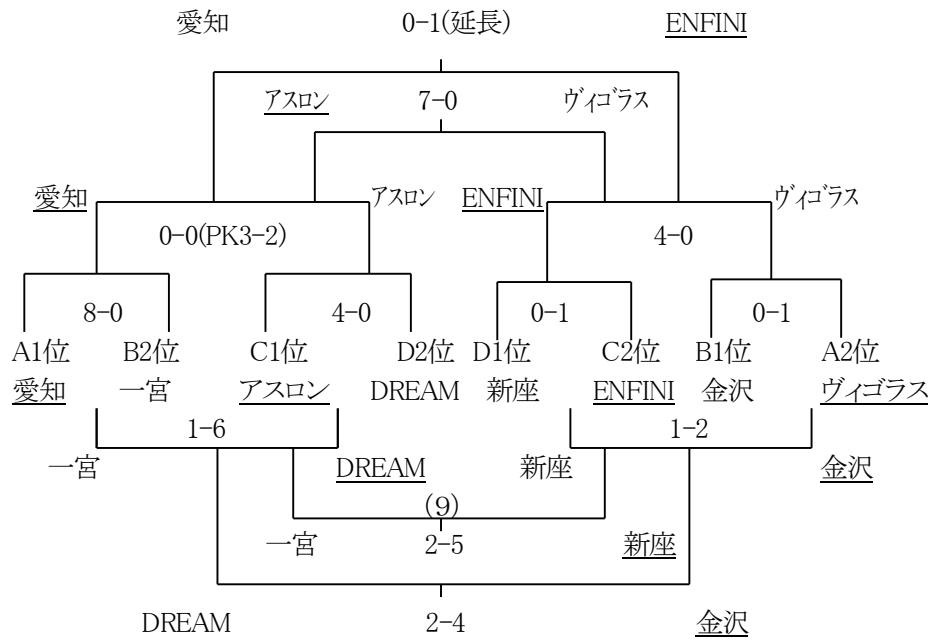 愛知 0-1(延長) ENFINI
アスロン 7-0 ヴィゴラス
愛知 アスロン ENFINI ヴィゴラス
0-0(PK3-2) 4-0
8-0 4-0 0-1 0-1
A1位 B2位 C1位 D2位 D1位 C2位 B1位 A2位
愛知 一宮 アスロン DREAM 新座 ENFINI 金沢 ヴィゴラス
1-6 1-2
一宮 DREAM 新座 金沢
(9)
一宮 2-5 新座
DREAM 2-4 金沢